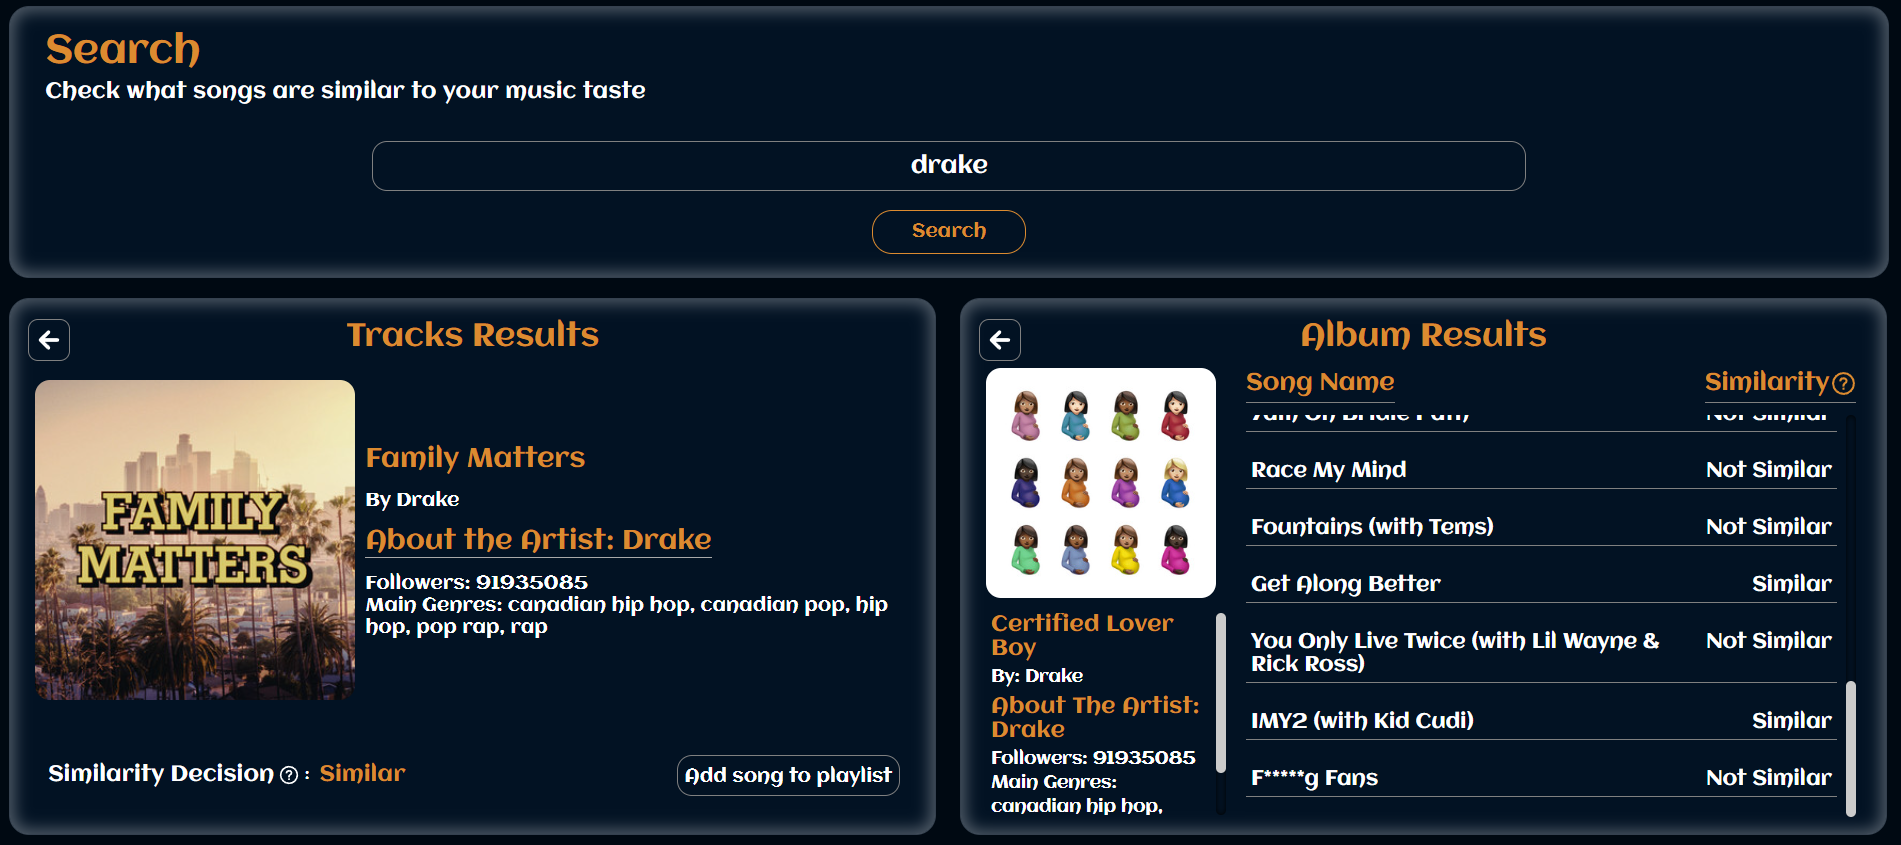 Search
Check what songs are similar to your music taste
drake
Search
Tracks Results
FAMILY
MATTERS
Family Matters
By Drake
About the Artist: Drake
Followers: 91935085
Main Genres: canadian hip hop, canadian pop, hip
hop, pop rap, rap
Similarity Decision ? : Similar
Add song to playlist
Album Results
Certified Lover
Boy
By: Drake
About The Artist:
Drake
Followers: 91935085
Main Genres:
canadian hip hop,
Song Name Similarity ?
Not Similar
Race My Mind Not Similar
Fountains (with Tems) Not Similar
Get Along Better Similar
You Only Live Twice (with Lil Wayne & Not Similar
Rick Ross)
IMY2 (with Kid Cudi) Similar
F*****g Fans Not Similar